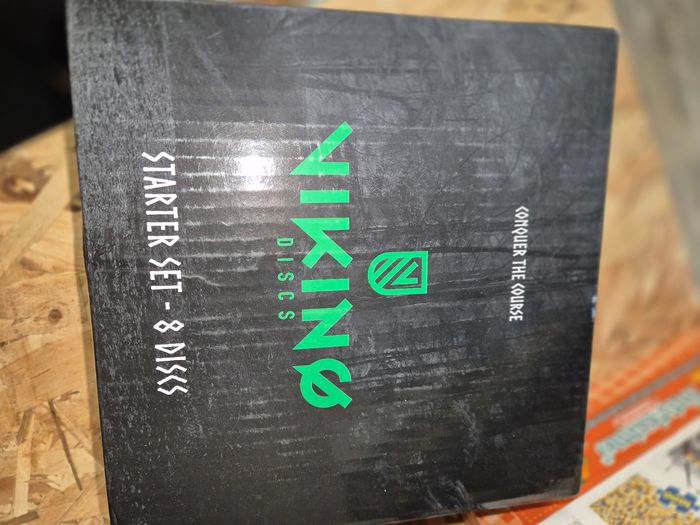 CONQUER THE COURSE
VIKING
DISCS
STARTER SET - 8 DISCS